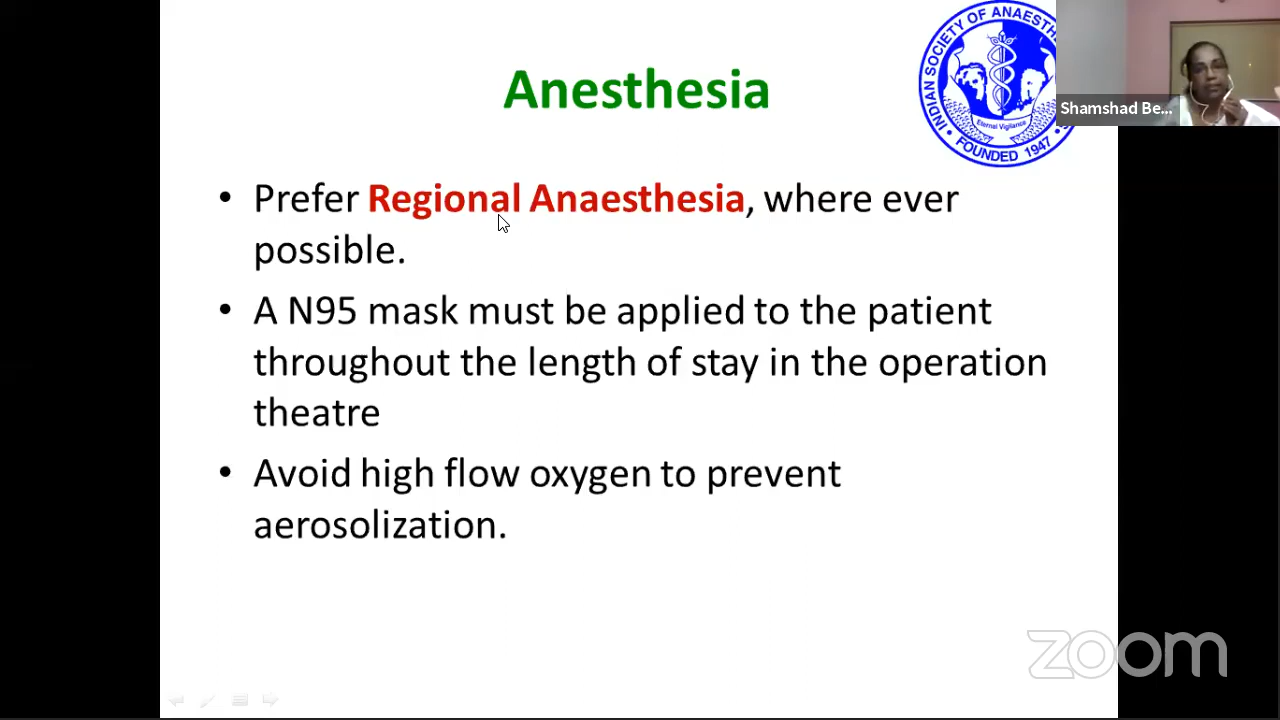 Anesthesia
INDIAN SOCIETY OF
Eternal Vigilance
FOUNDED 1947
Shamshad Be...
• Prefer Regional Anaesthesia, where ever
possible.
• A N95 mask must be applied to the patient
throughout the length of stay in the operation
theatre
• Avoid high flow oxygen to prevent
aerosolization.
zoom